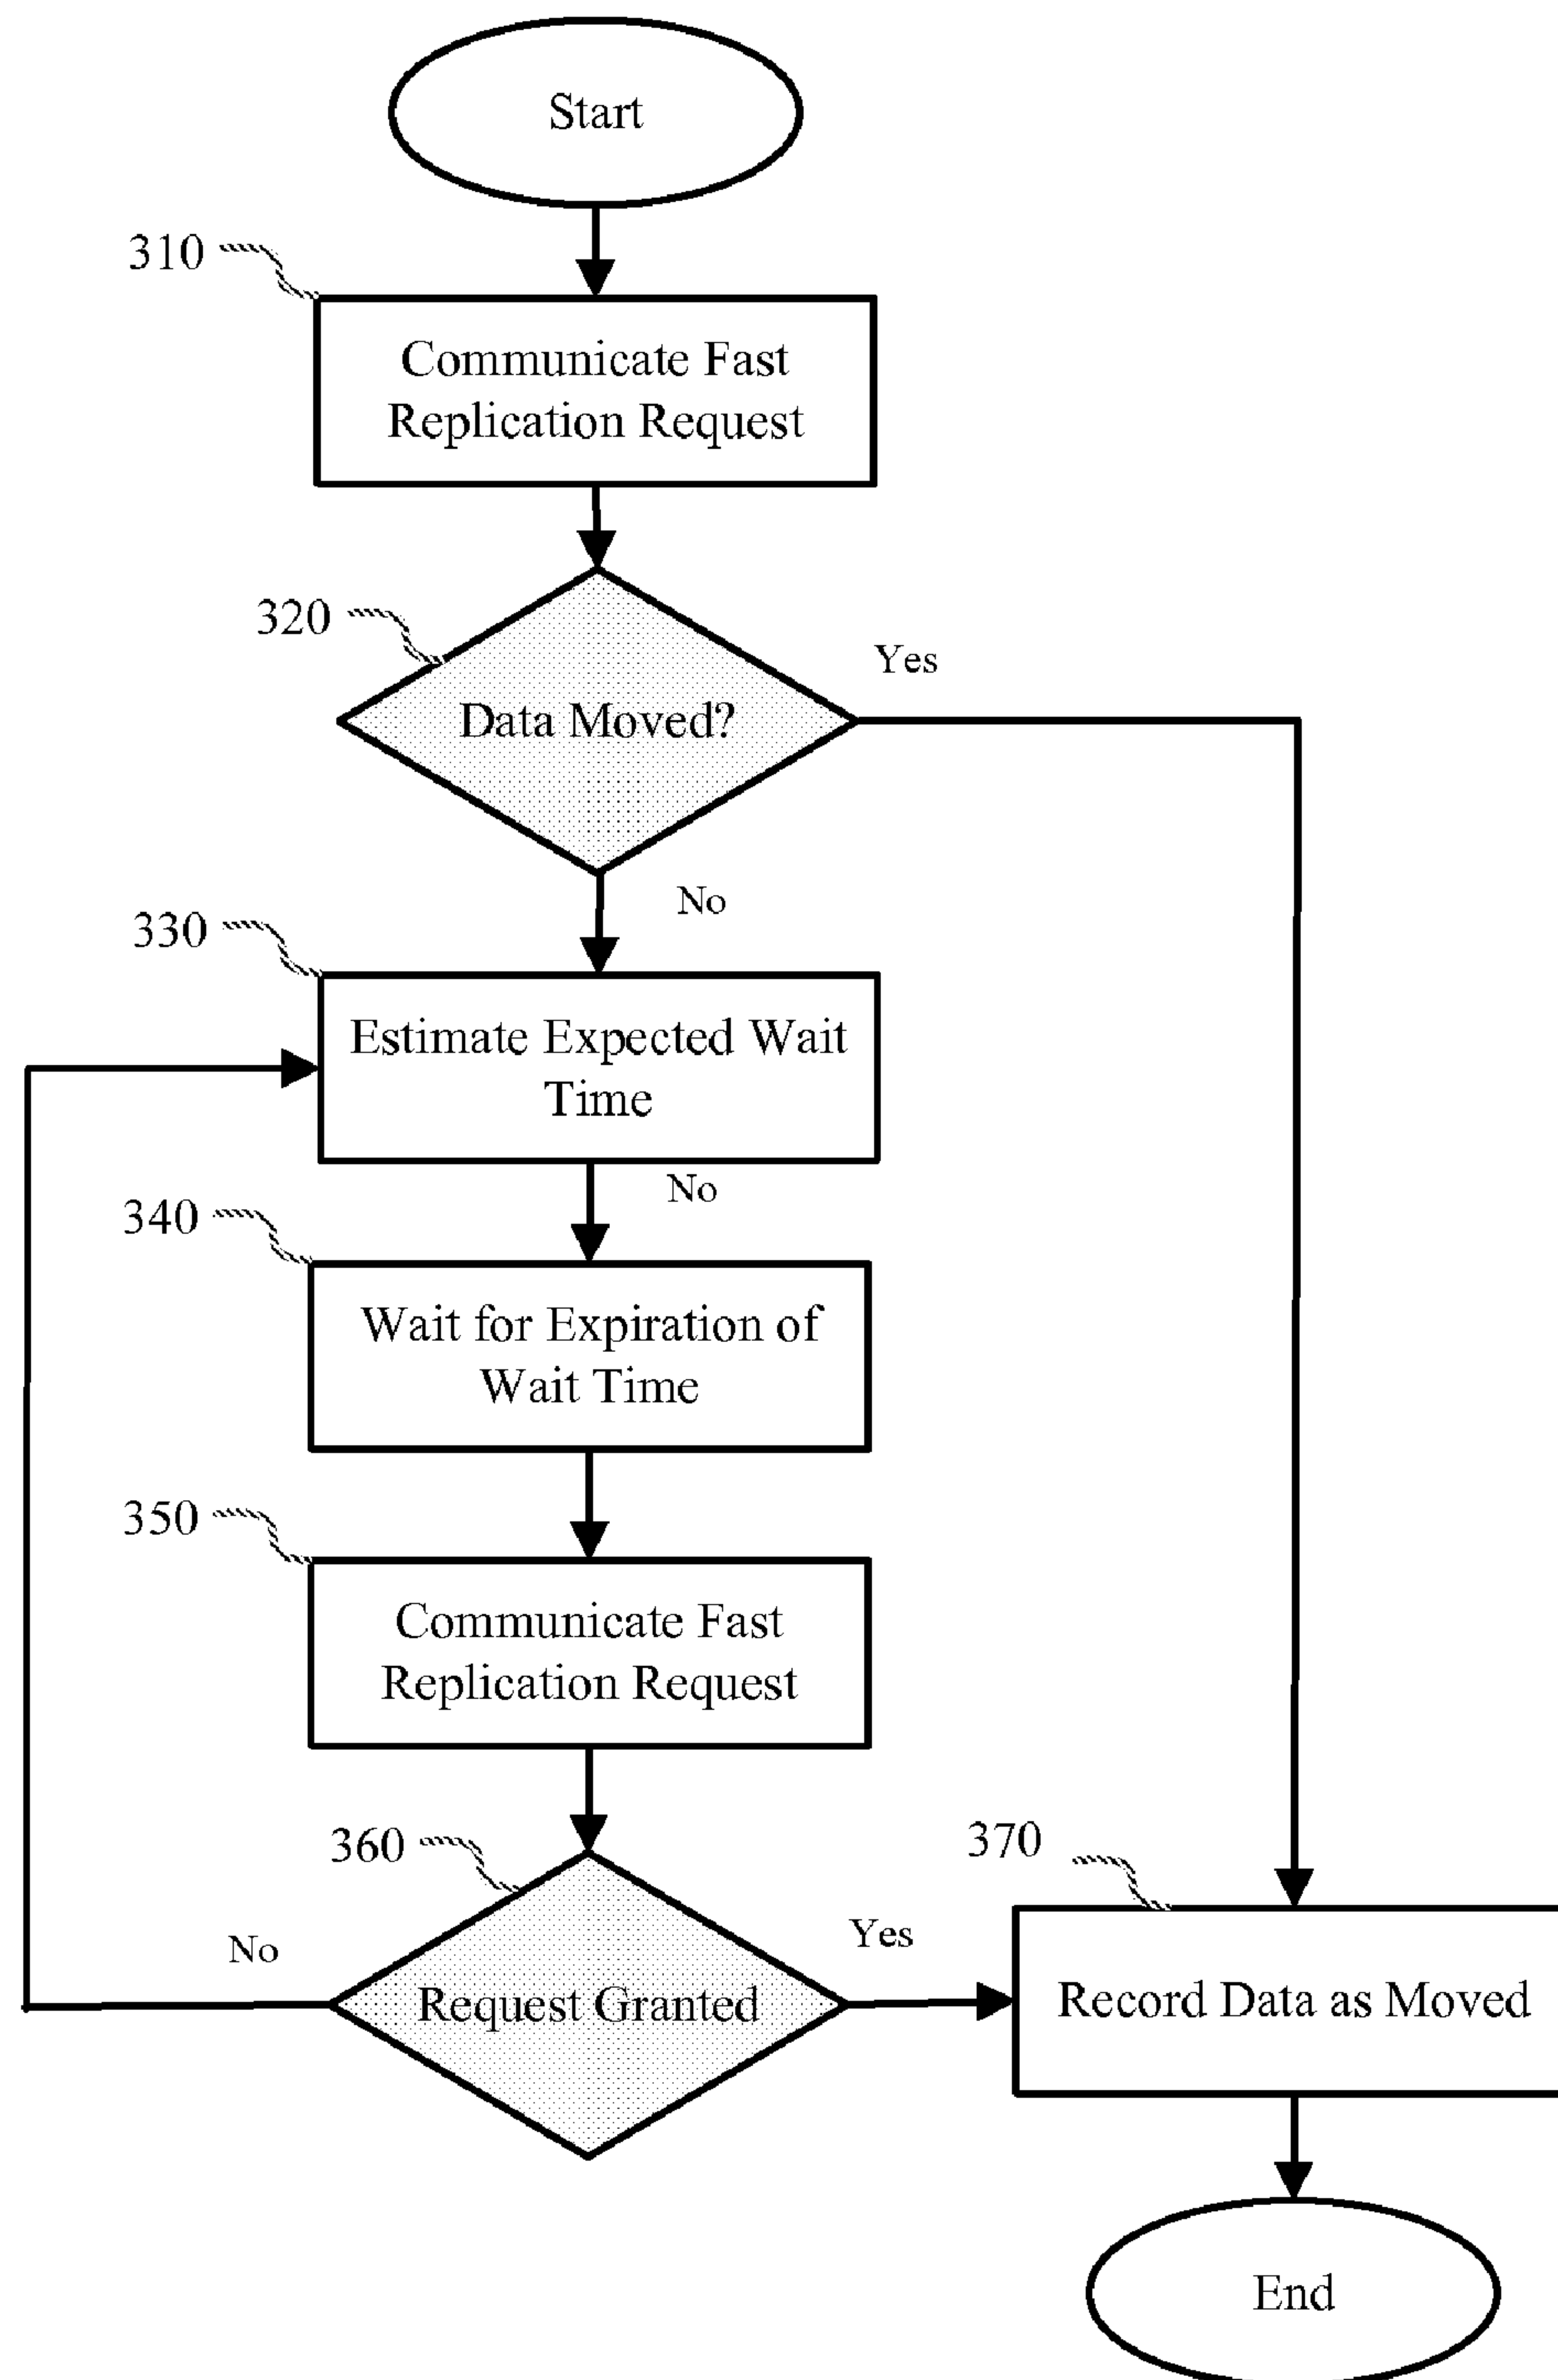 Start
310
Communicate Fast
Replication Request
320
Data Moved?
Yes
No
330
Estimate Expected Wait
Time
No
340
Wait for Expiration of
Wait Time
350
Communicate Fast
Replication Request
360
Request Granted
No
Yes
370
Record Data as Moved
End